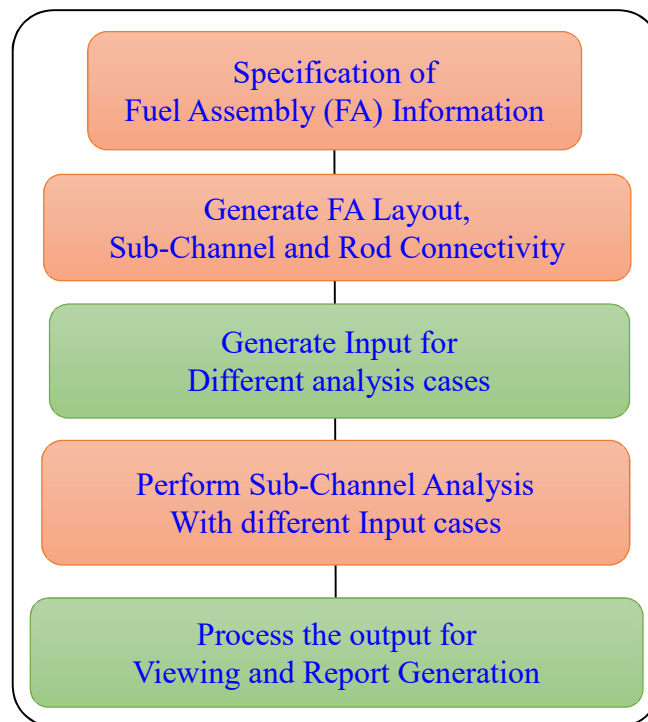 Specification of
Fuel Assembly (FA) Information
Generate FA Layout,
Sub-Channel and Rod Connectivity
Generate Input for
Different analysis cases
Perform Sub-Channel Analysis
With different Input cases
Process the output for
Viewing and Report Generation